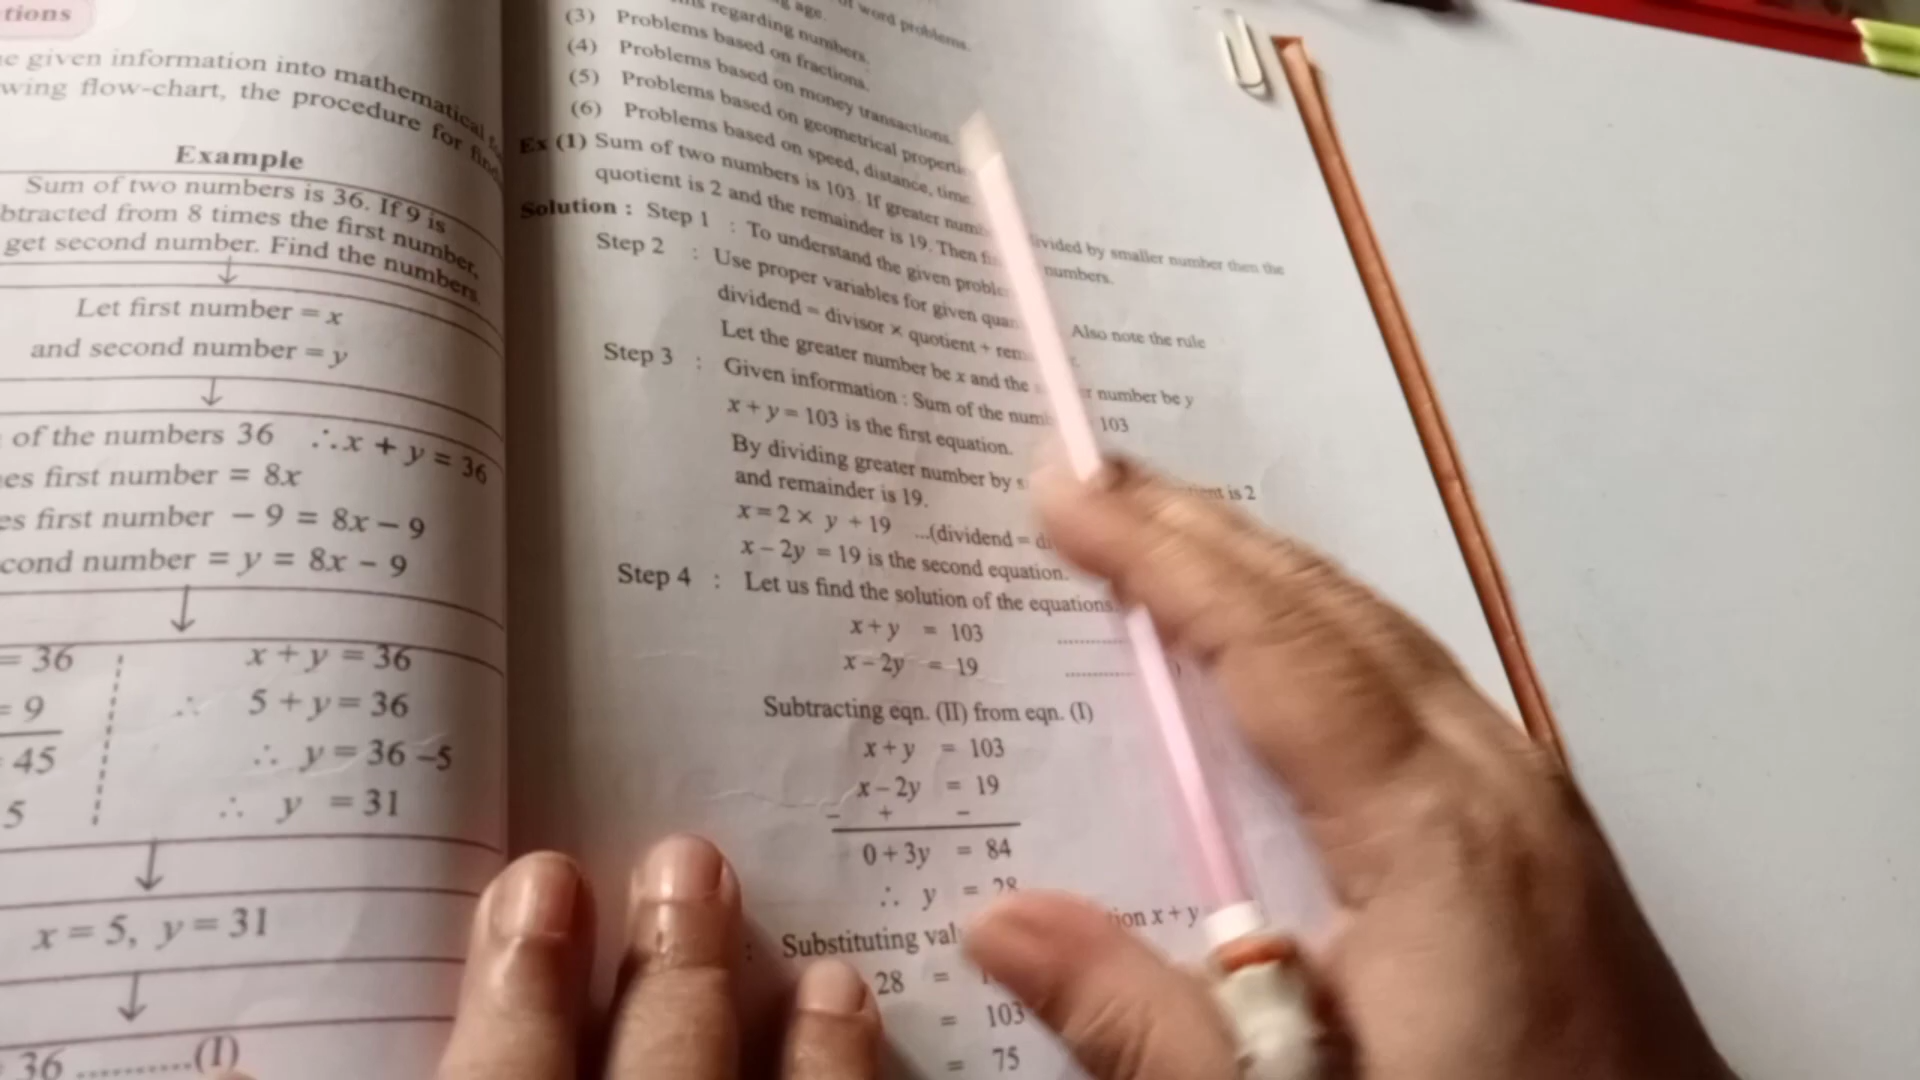 tions
given information into mathematical
wing flow-chart, the procedure for
Example
Sum of two numbers is 36. If 9 is
btracted from 8 times the first number,
get second number. Find the numbers.
Let first number = x
and second number = y
of the numbers 36 ∴x + y = 36
es first number = 8x
es first number − 9 = 8x − 9
cond number = y = 8x − 9
= 36
= 9
45
5
x + y = 36
∴ 5 + y = 36
∴ y = 36 −5
∴ y = 31
x = 5, y = 31
36 ..........(I)
of word problems.
age.
regarding numbers.
(3) Problems based on fractions.
(4) Problems based on money transactions.
(5) Problems based on geometrical
(6) Problems based on speed, distance, time.
Ex (1) Sum of two numbers is 103. If greater divided by smaller number then the
quotient is 2 and the remainder is 19. Then numbers.
Solution : Step 1 : To understand the given
Step 2 : Use proper variables for given Also note the rule
dividend = divisor × quotient +
Let the greater number be x and the number be y
Step 3 : Given information : Sum of the 103
x + y = 103 is the first equation.
By dividing greater number by is 2
and remainder is 19.
x = 2 × y + 19 ...(dividend =
x − 2y = 19 is the second equation.
Step 4 : Let us find the solution of the equations.
x + y = 103
x − 2y = 19
Subtracting eqn. (II) from eqn. (I)
x + y = 103
x − 2y = 19
− + −
0 + 3y = 84
∴ y = 28
: Substituting x + y
28 =
= 103
= 75